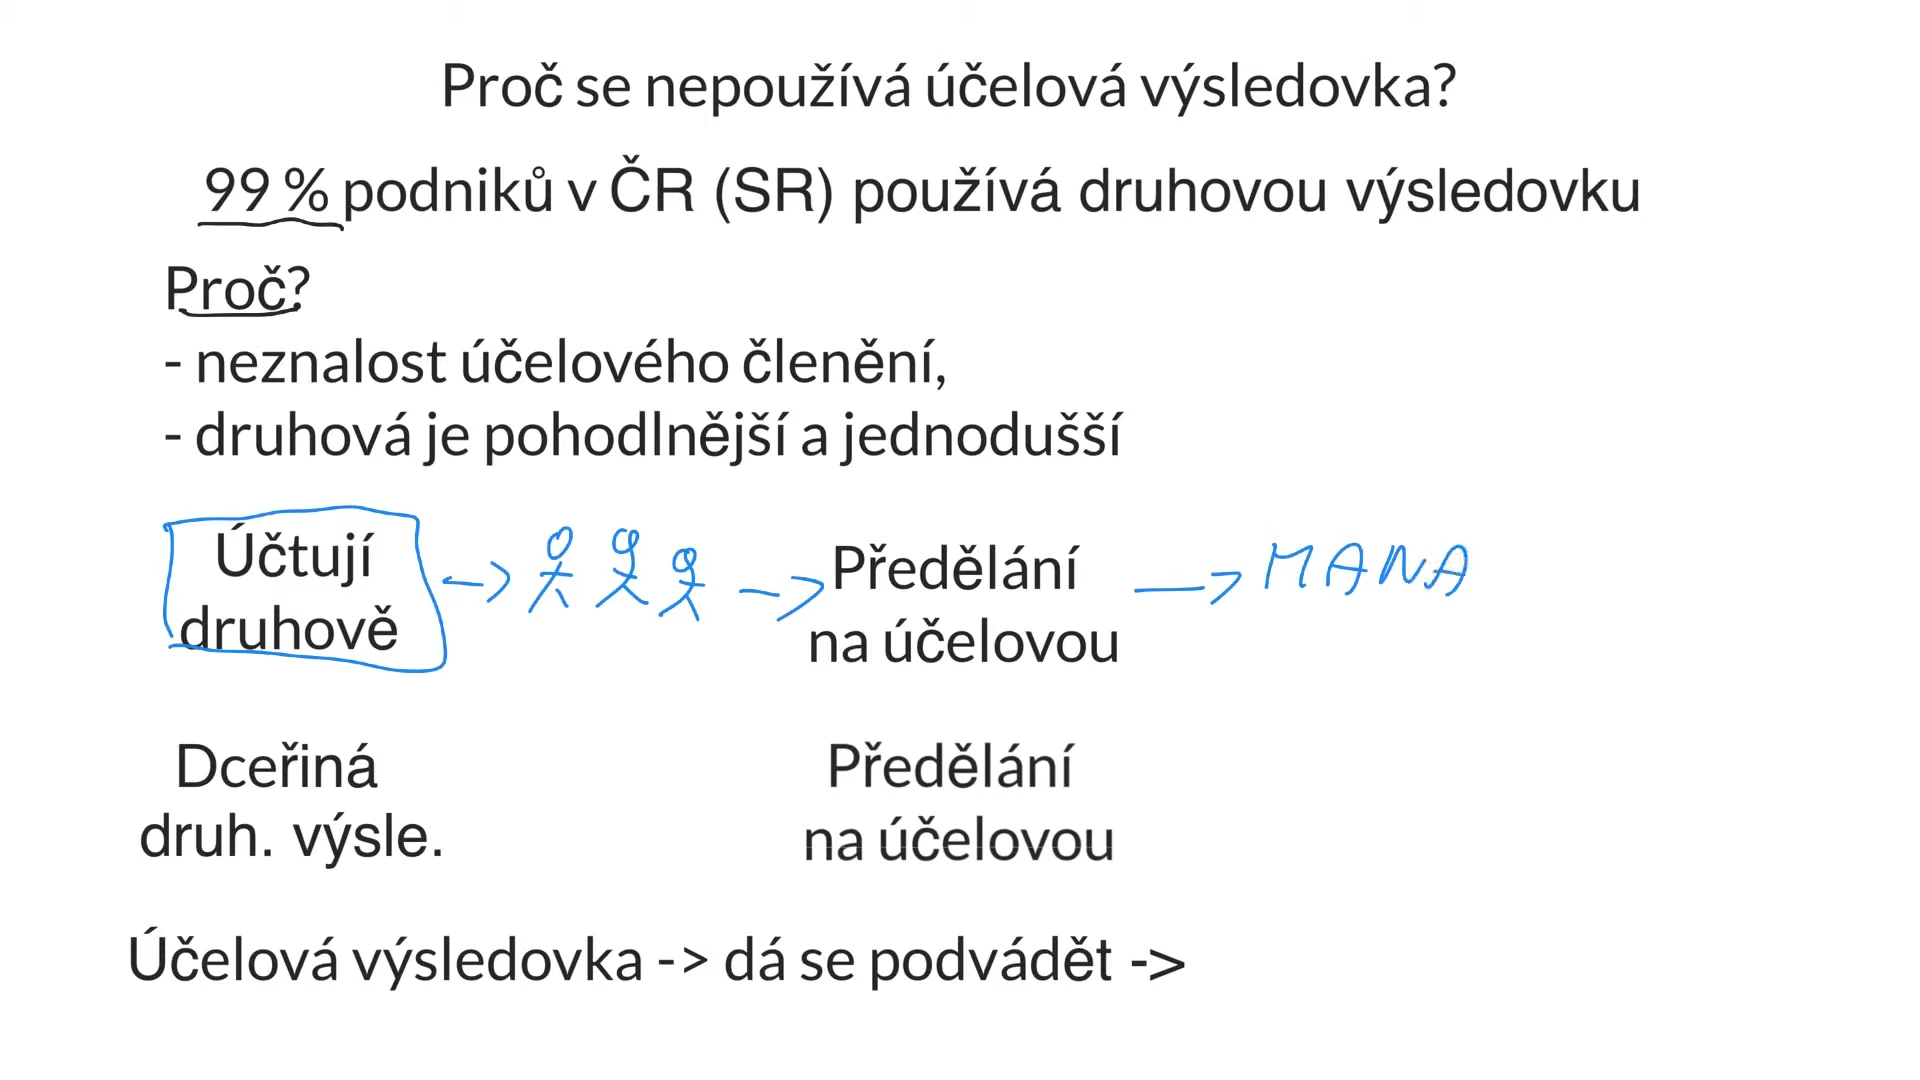 Proč se nepoužívá účelová výsledovka?
99 % podniků v ČR (SR) používá druhovou výsledovku
Proč?
- neznalost účelového členění,
- druhová je pohodlnější a jednodušší
Účtují
druhově
-> -> Předělání
na účelovou
-> MANA
Dceřiná
druh. výsle.
Předělání
na účelovou
Účelová výsledovka -> dá se podvádět ->